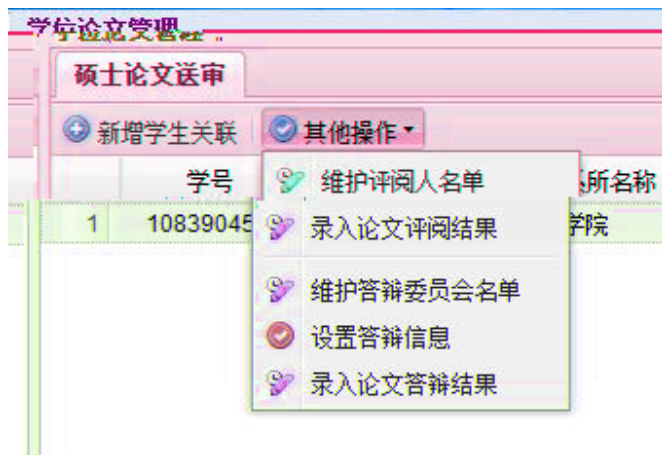 学位论文管理
硕士论文送审
新增学生关联 其他操作
学号 所名称
1 10839045 学院
维护评阅人名单
录入论文评阅结果
维护答辩委员会名单
设置答辩信息
录入论文答辩结果